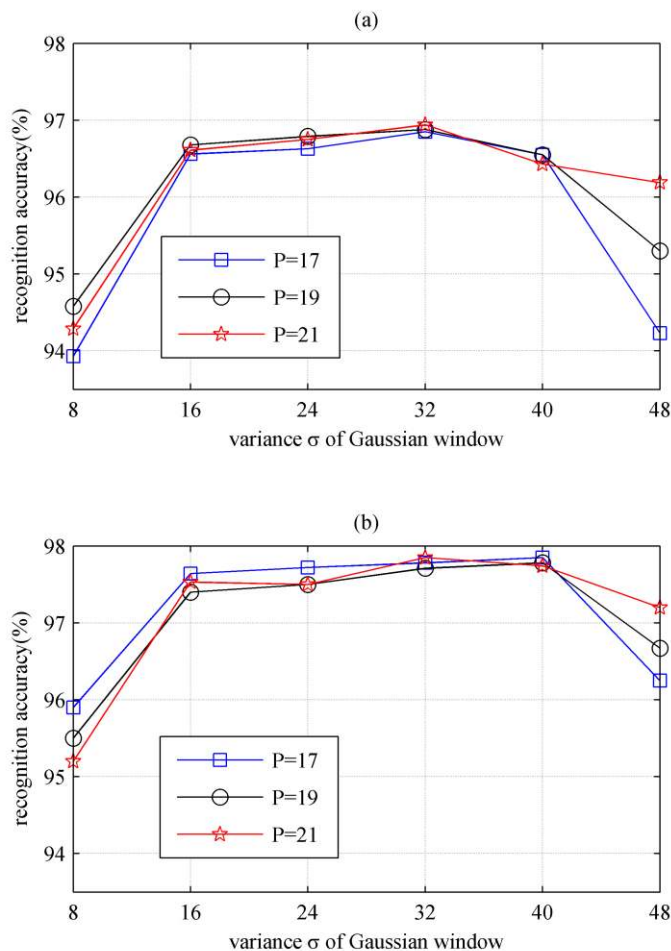 (a)
98
97
96
95
94
recognition accuracy(%)
P=17
P=19
P=21
8 16 24 32 40 48
variance σ of Gaussian window
(b)
98
97
96
95
94
recognition accuracy(%)
P=17
P=19
P=21
8 16 24 32 40 48
variance σ of Gaussian window